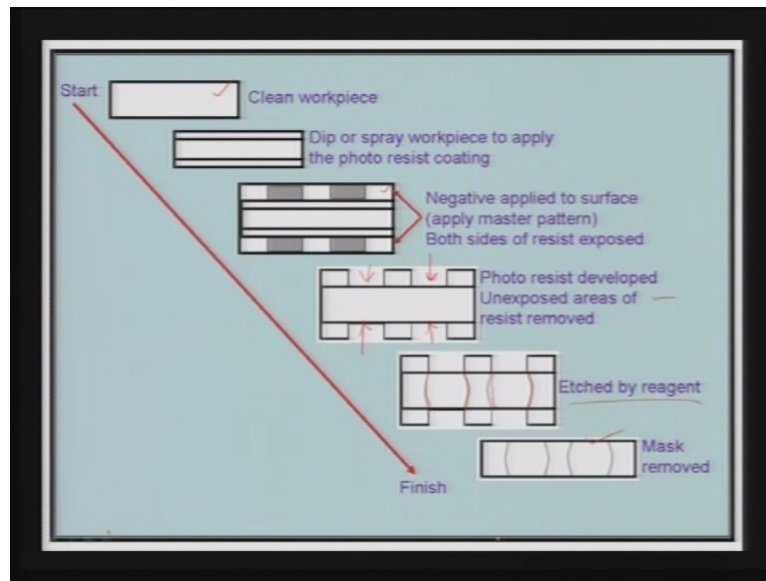 Start
Clean workpiece
Dip or spray workpiece to apply
the photo resist coating
Negative applied to surface
(apply master pattern)
Both sides of resist exposed
Photo resist developed
Unexposed areas of
resist removed
Etched by reagent
Mask
removed
Finish